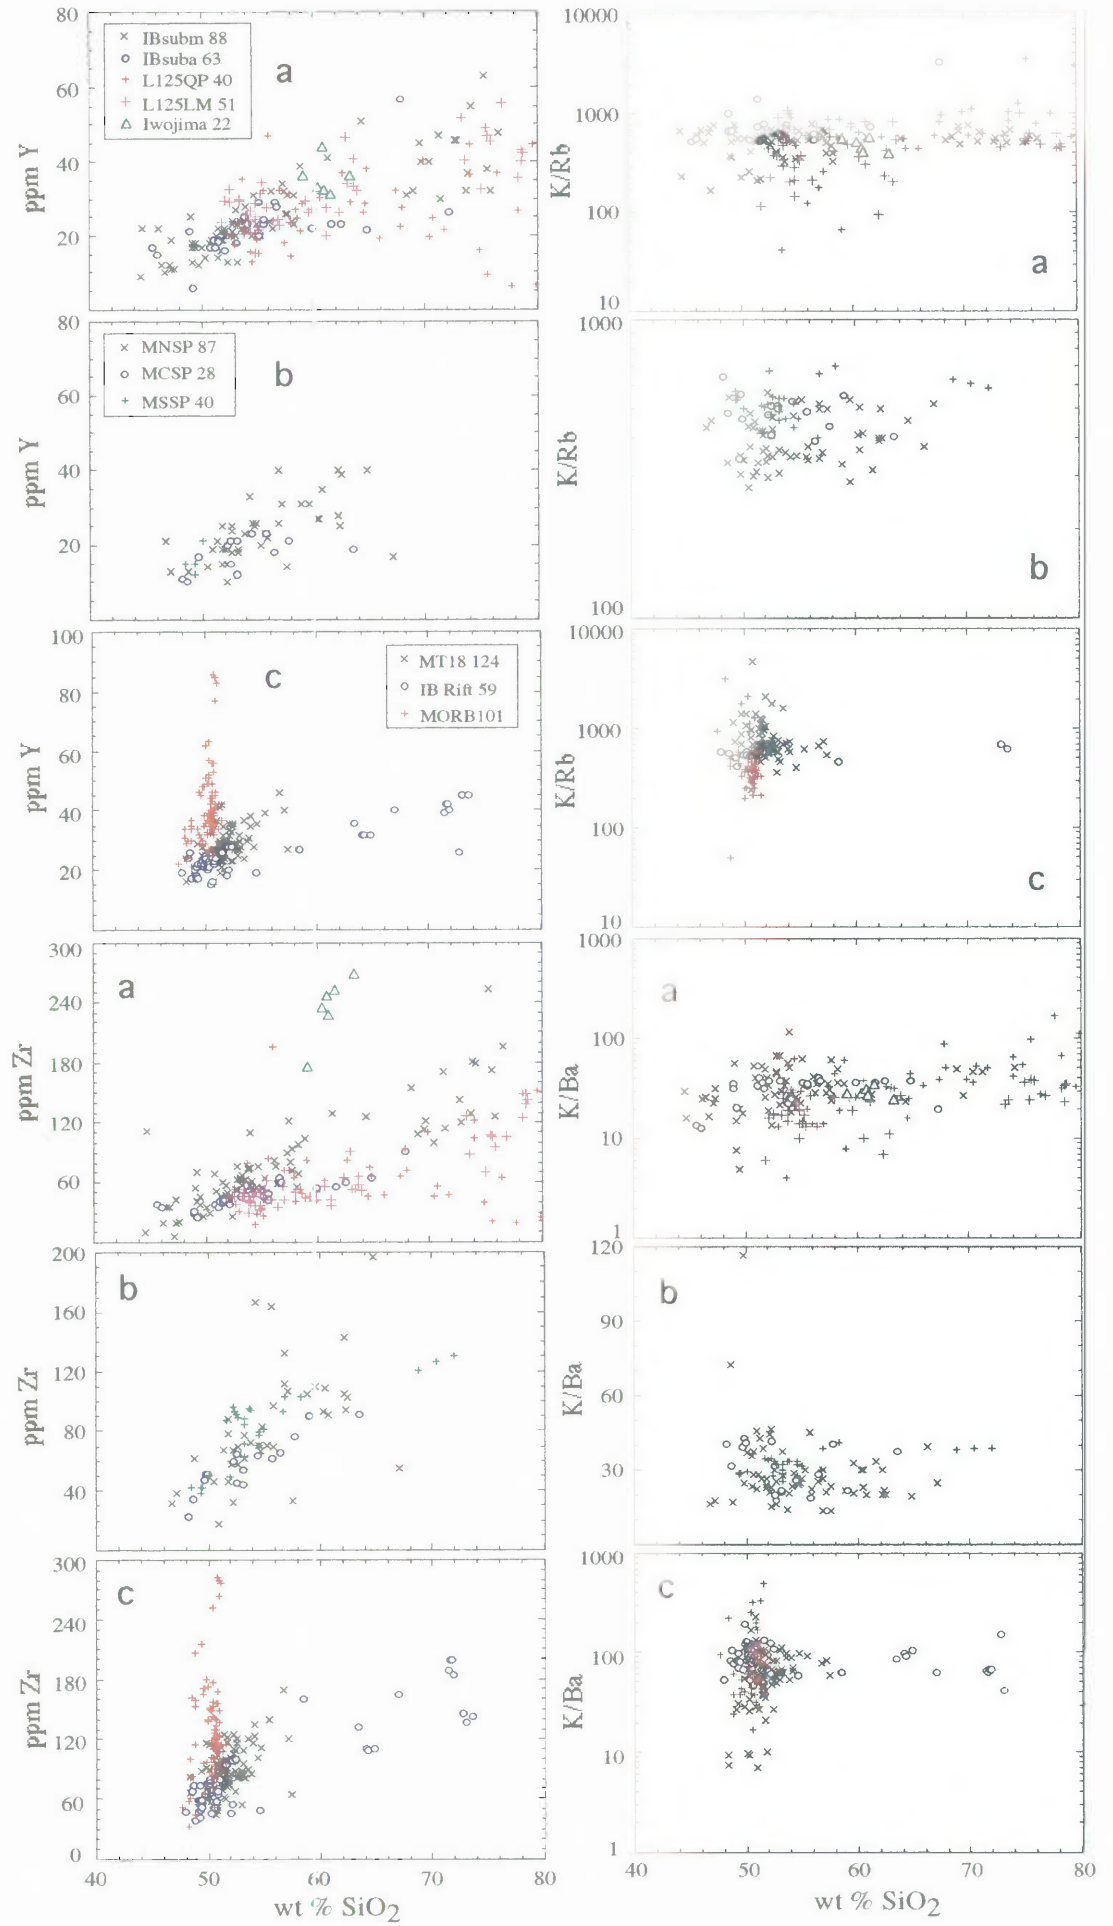 80
60
40
20
ppm Y
× IBsubm 88
o IBsuba 63
+ L125QP 40
+ L125LM 51
△ Iwojima 22
a
10000
1000
100
10
K/Rb
a
80
60
40
20
ppm Y
× MNSP 87
o MCSP 28
+ MSSP 40
b
1000
100
K/Rb
b
100
80
60
40
20
ppm Y
c
× MT18 124
o IB Rift 59
+ MORB101
10000
1000
100
10
K/Rb
c
300
240
180
120
60
ppm Zr
a
1000
100
10
1
K/Ba
a
200
160
120
80
40
ppm Zr
b
120
90
60
30
K/Ba
b
300
240
180
120
60
0
ppm Zr
c
40 50 60 70 80
wt % SiO2
1000
100
10
1
K/Ba
c
40 50 60 70 80
wt % SiO2